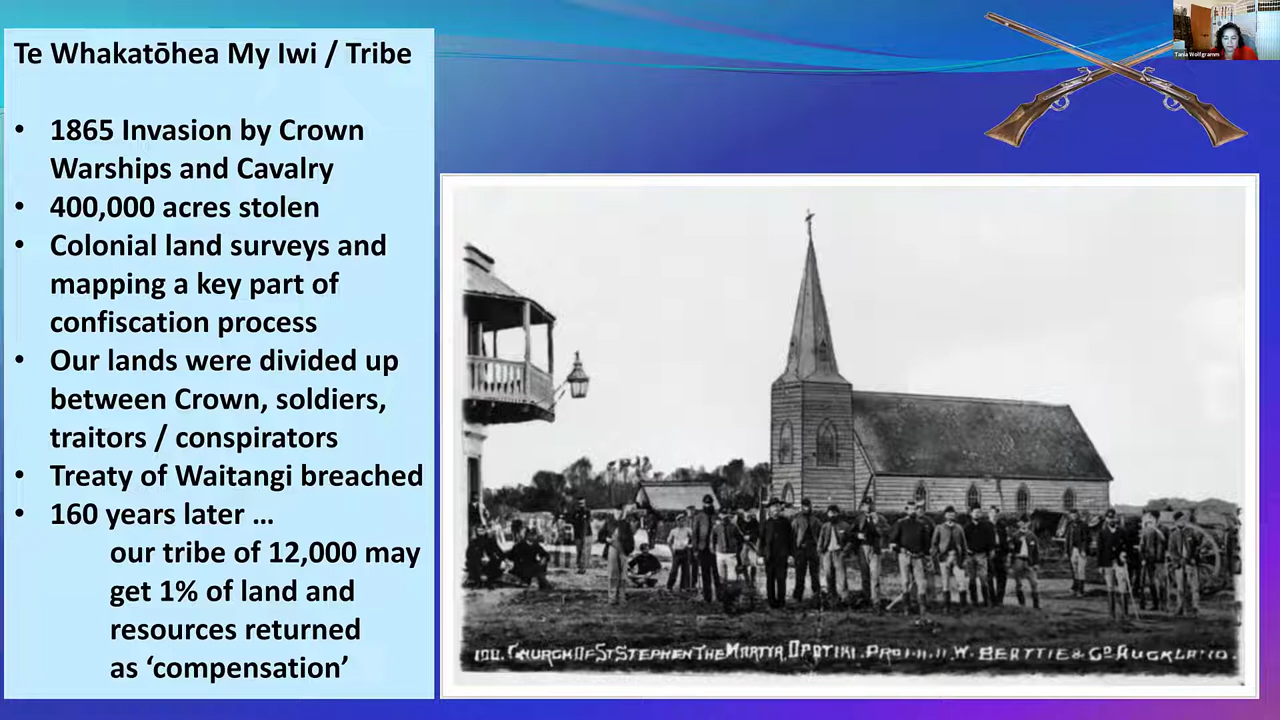 Te Whakatōhea My Iwi / Tribe
• 1865 Invasion by Crown
Warships and Cavalry
• 400,000 acres stolen
• Colonial land surveys and
mapping a key part of
confiscation process
• Our lands were divided up
between Crown, soldiers,
traitors / conspirators
• Treaty of Waitangi breached
• 160 years later …
our tribe of 12,000 may
get 1% of land and
resources returned
as ‘compensation’
Tania Wolfgramm
CHURCH OF ST STEPHEN THE MARTYR, OPOTIKI. W. BEATTIE & CO AUCKLAND.